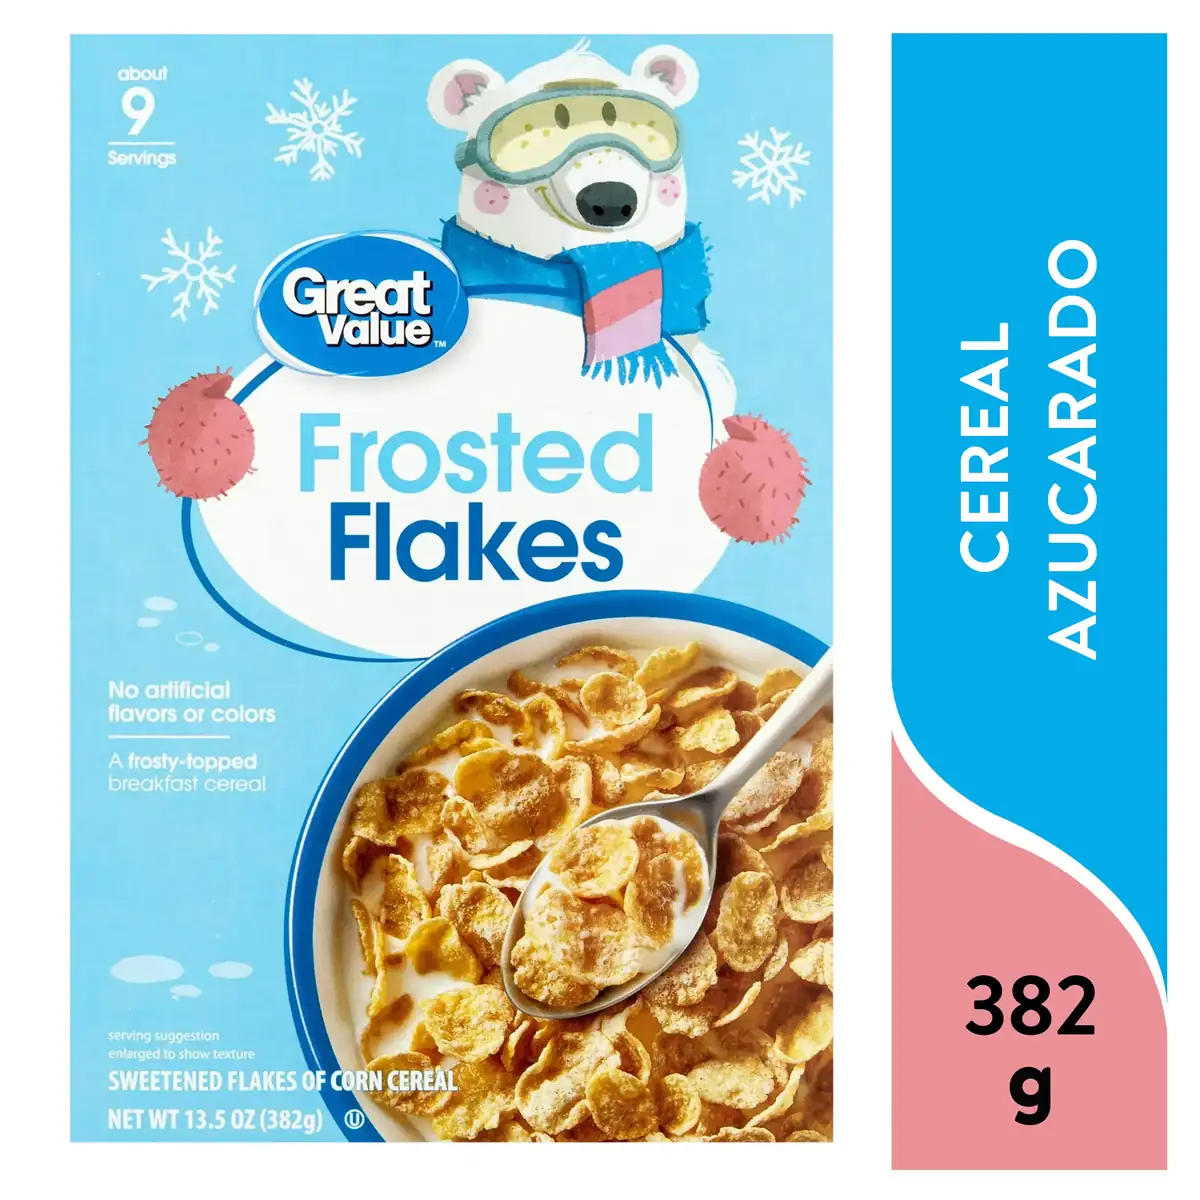 about
9
Servings
Great
Value™
Frosted
Flakes
No artificial
flavors or colors
A frosty-topped
breakfast cereal
serving suggestion
enlarged to show texture
SWEETENED FLAKES OF CORN CEREAL
NET WT 13.5 OZ (382g) U
CEREAL
AZUCARADO
382
g